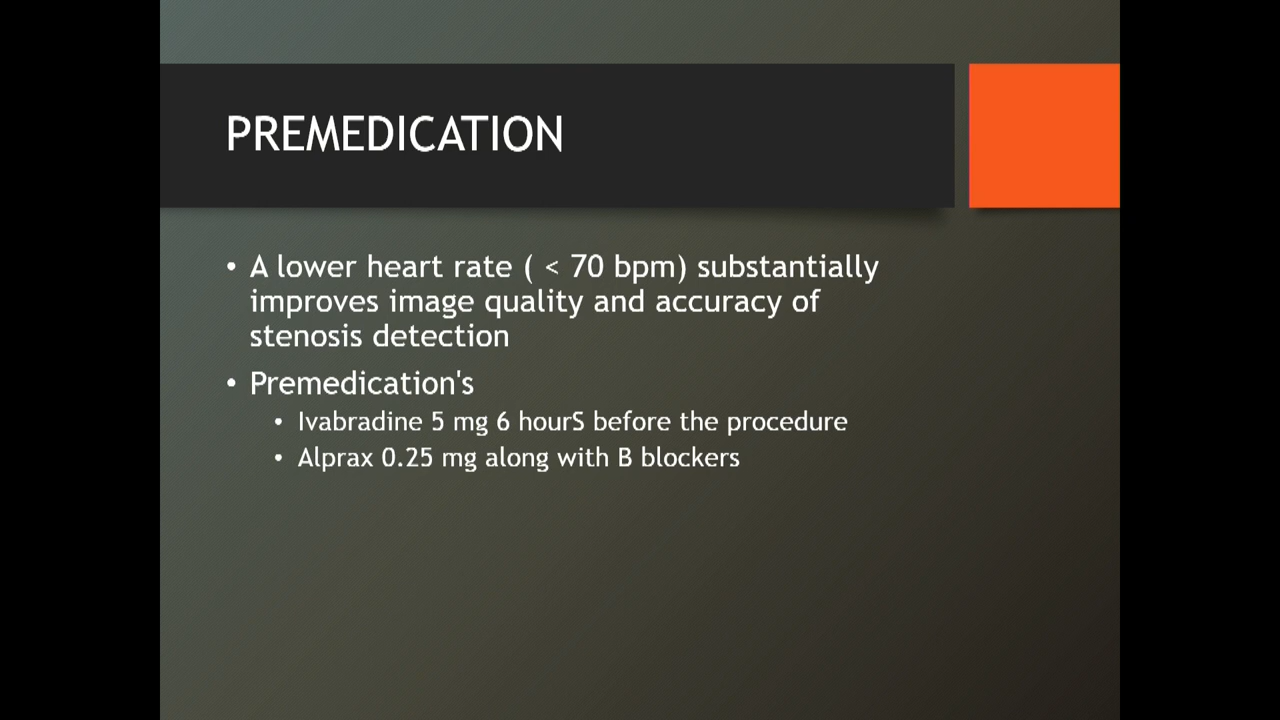 PREMEDICATION
• A lower heart rate ( < 70 bpm) substantially
improves image quality and accuracy of
stenosis detection
• Premedication's
• Ivabradine 5 mg 6 hourS before the procedure
• Alprax 0.25 mg along with B blockers